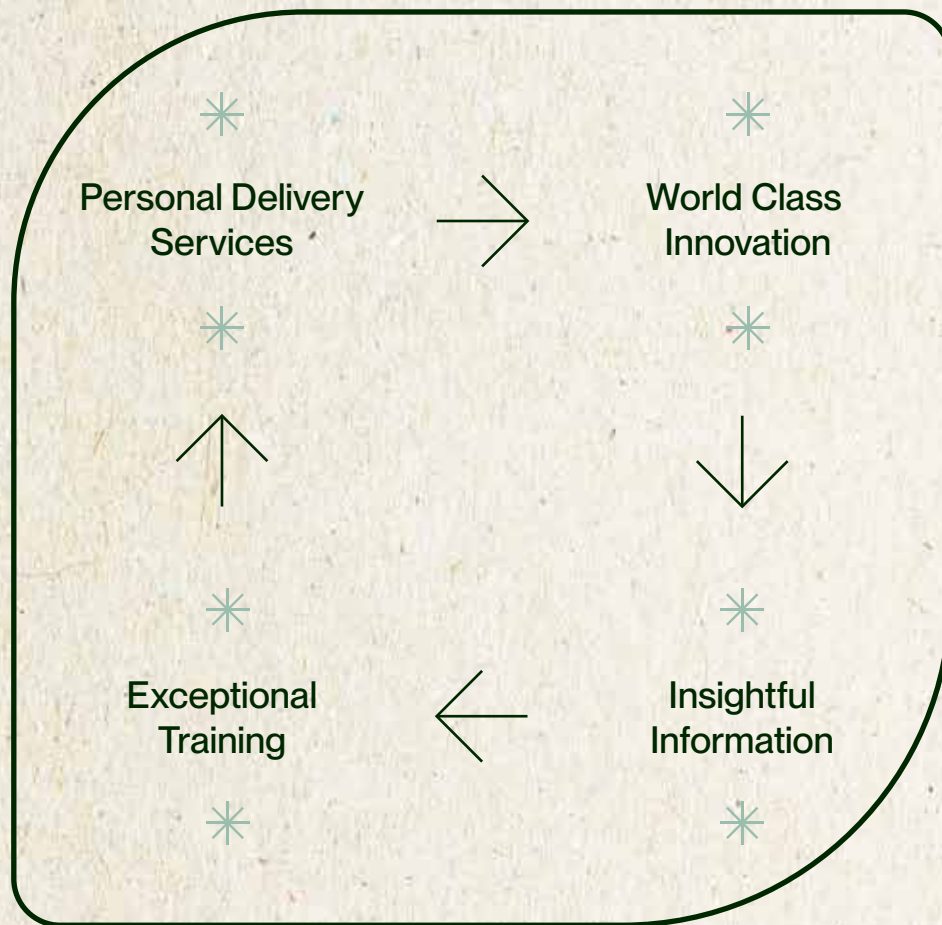 Personal Delivery
Services
World Class
Innovation
Insightful
Information
Exceptional
Training